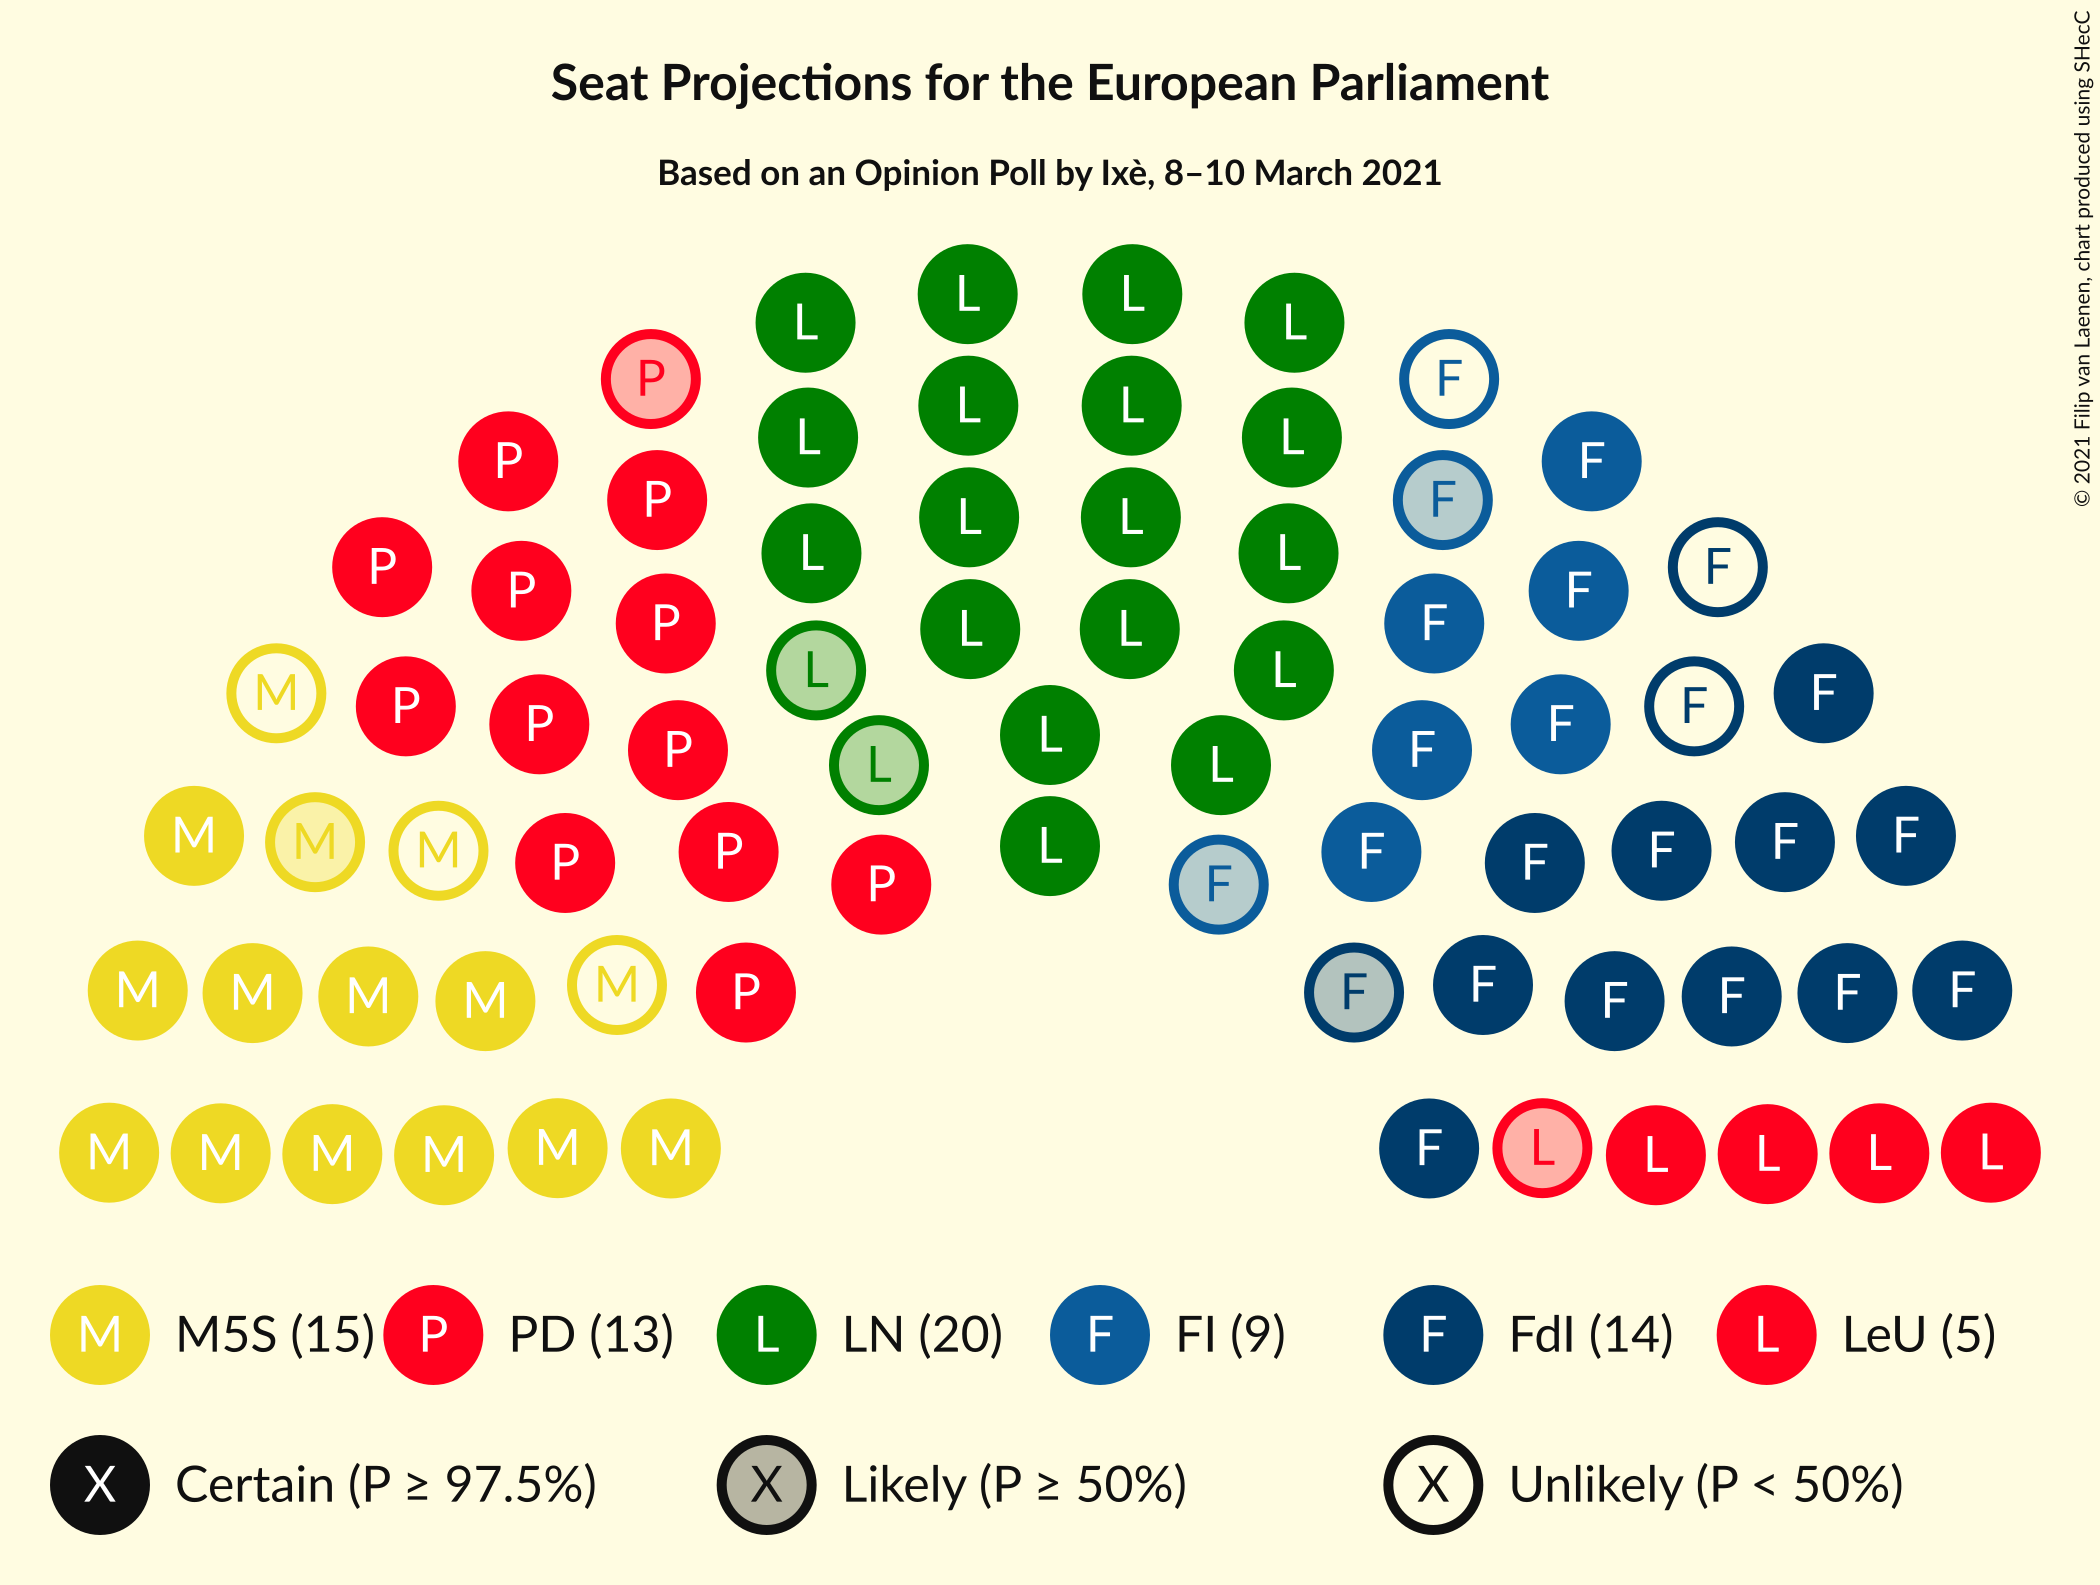 Seat Projections for the European Parliament
Based on an Opinion Poll by Ixè, 8–10 March 2021
© 2021 Filip van Laenen, chart produced using SHecC
L L
L L
P F
L L
L L
P F
P F
L L
P F
L L
P F
P F
P F
L L
M P F F
P F
L L
P F
L
L L
M M M P P L F F F F F
P F
M M M M M P F F F F F F
M M M M M M F L L L L L
M M5S (15) P PD (13) L LN (20) F FI (9) F FdI (14) L LeU (5)
X Certain (P ≥ 97.5%) X Likely (P ≥ 50%) X Unlikely (P < 50%)